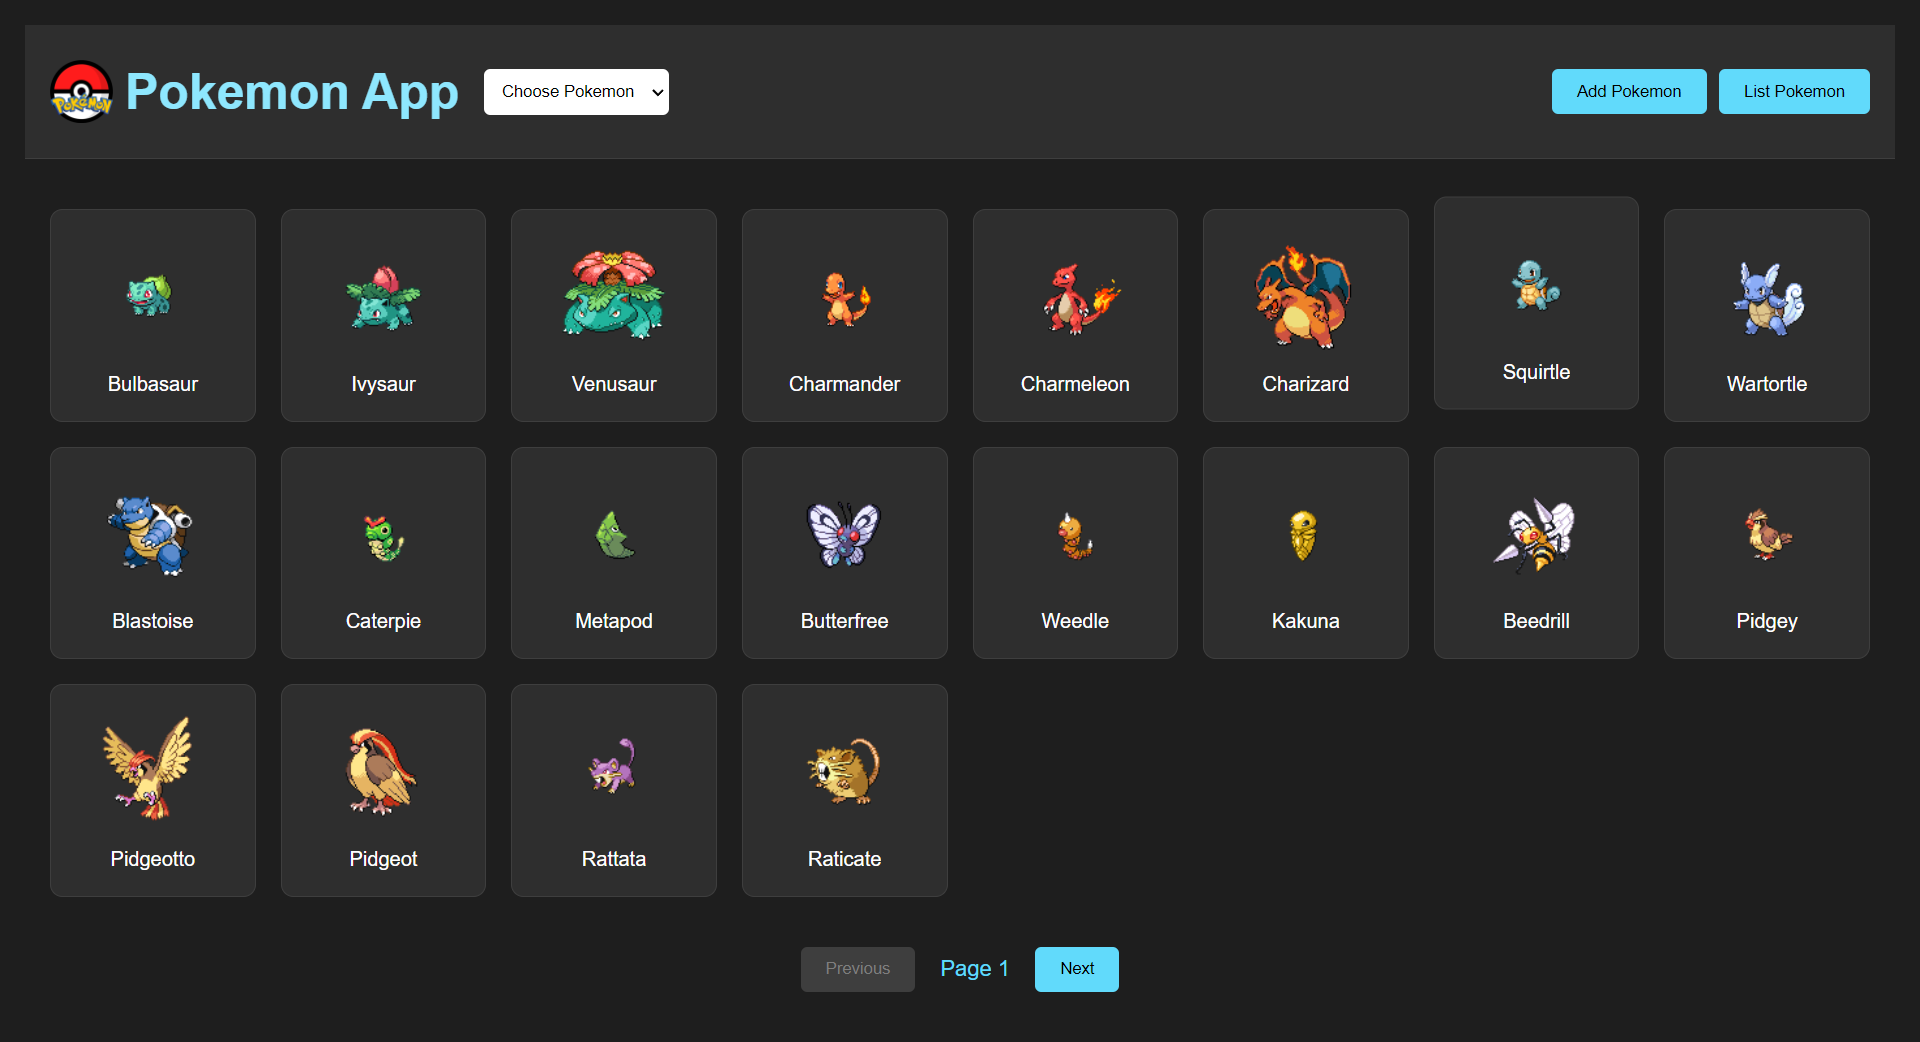 POKéMON
Pokemon App
Choose Pokemon
Add Pokemon
List Pokemon
Bulbasaur
Ivysaur
Venusaur
Charmander
Charmeleon
Charizard
Squirtle
Wartortle
Blastoise
Caterpie
Metapod
Butterfree
Weedle
Kakuna
Beedrill
Pidgey
Pidgeotto
Pidgeot
Rattata
Raticate
Previous
Page 1
Next